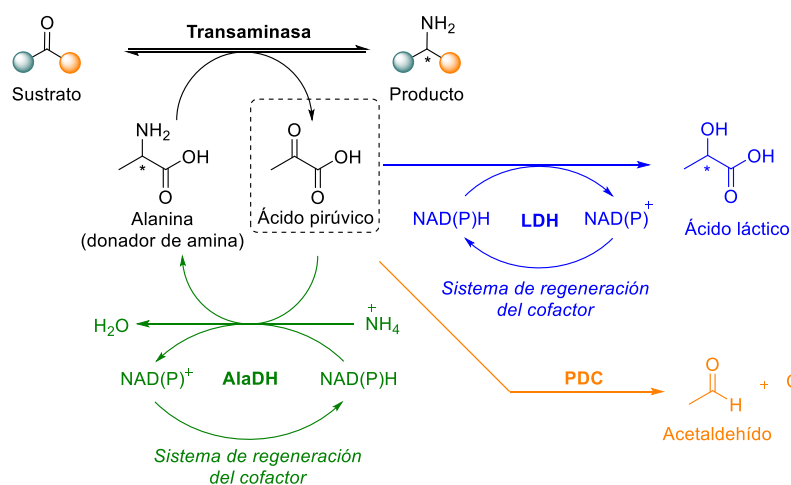 O
Transaminasa
NH2
*
Sustrato
Producto
NH2
OH
*
O
Alanina
(donador de amina)
O
OH
O
Ácido pirúvico
OH
OH
*
O
Ácido láctico
NAD(P)H
LDH
NAD(P)+
Sistema de regeneración
del cofactor
H2O
+
NH4
NAD(P)+
AlaDH
NAD(P)H
Sistema de regeneración
del cofactor
PDC
O
H
+
Acetaldehído